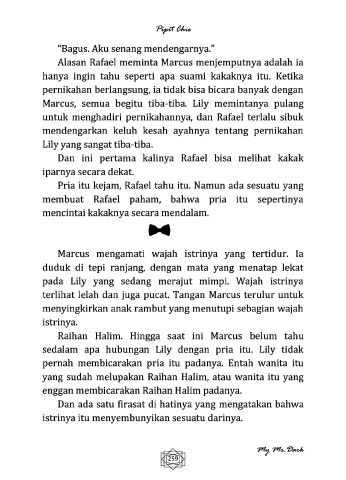 Pipit Chie
“Bagus. Aku senang mendengarnya.”
Alasan Rafael meminta Marcus menjemputnya adalah ia
hanya ingin tahu seperti apa suami kakaknya itu. Ketika
pernikahan berlangsung, ia tidak bisa bicara banyak dengan
Marcus, semua begitu tiba-tiba. Lily memintanya pulang
untuk menghadiri pernikahannya, dan Rafael terlalu sibuk
mendengarkan keluh kesah ayahnya tentang pernikahan
Lily yang sangat tiba-tiba.
Dan ini pertama kalinya Rafael bisa melihat kakak
iparnya secara dekat.
Pria itu kejam, Rafael tahu itu. Namun ada sesuatu yang
membuat Rafael paham, bahwa pria itu sepertinya
mencintai kakaknya secara mendalam.
Marcus mengamati wajah istrinya yang tertidur. Ia
duduk di tepi ranjang, dengan mata yang menatap lekat
pada Lily yang sedang merajut mimpi. Wajah istrinya
terlihat lelah dan juga pucat. Tangan Marcus terulur untuk
menyingkirkan anak rambut yang menutupi sebagian wajah
istrinya.
Raihan Halim. Hingga saat ini Marcus belum tahu
sedalam apa hubungan Lily dengan pria itu. Lily tidak
pernah membicarakan pria itu padanya. Entah wanita itu
yang sudah melupakan Raihan Halim, atau wanita itu yang
enggan membicarakan Raihan Halim padanya.
Dan ada satu firasat di hatinya yang mengatakan bahwa
istrinya itu menyembunyikan sesuatu darinya.
My Mr. Dark
259